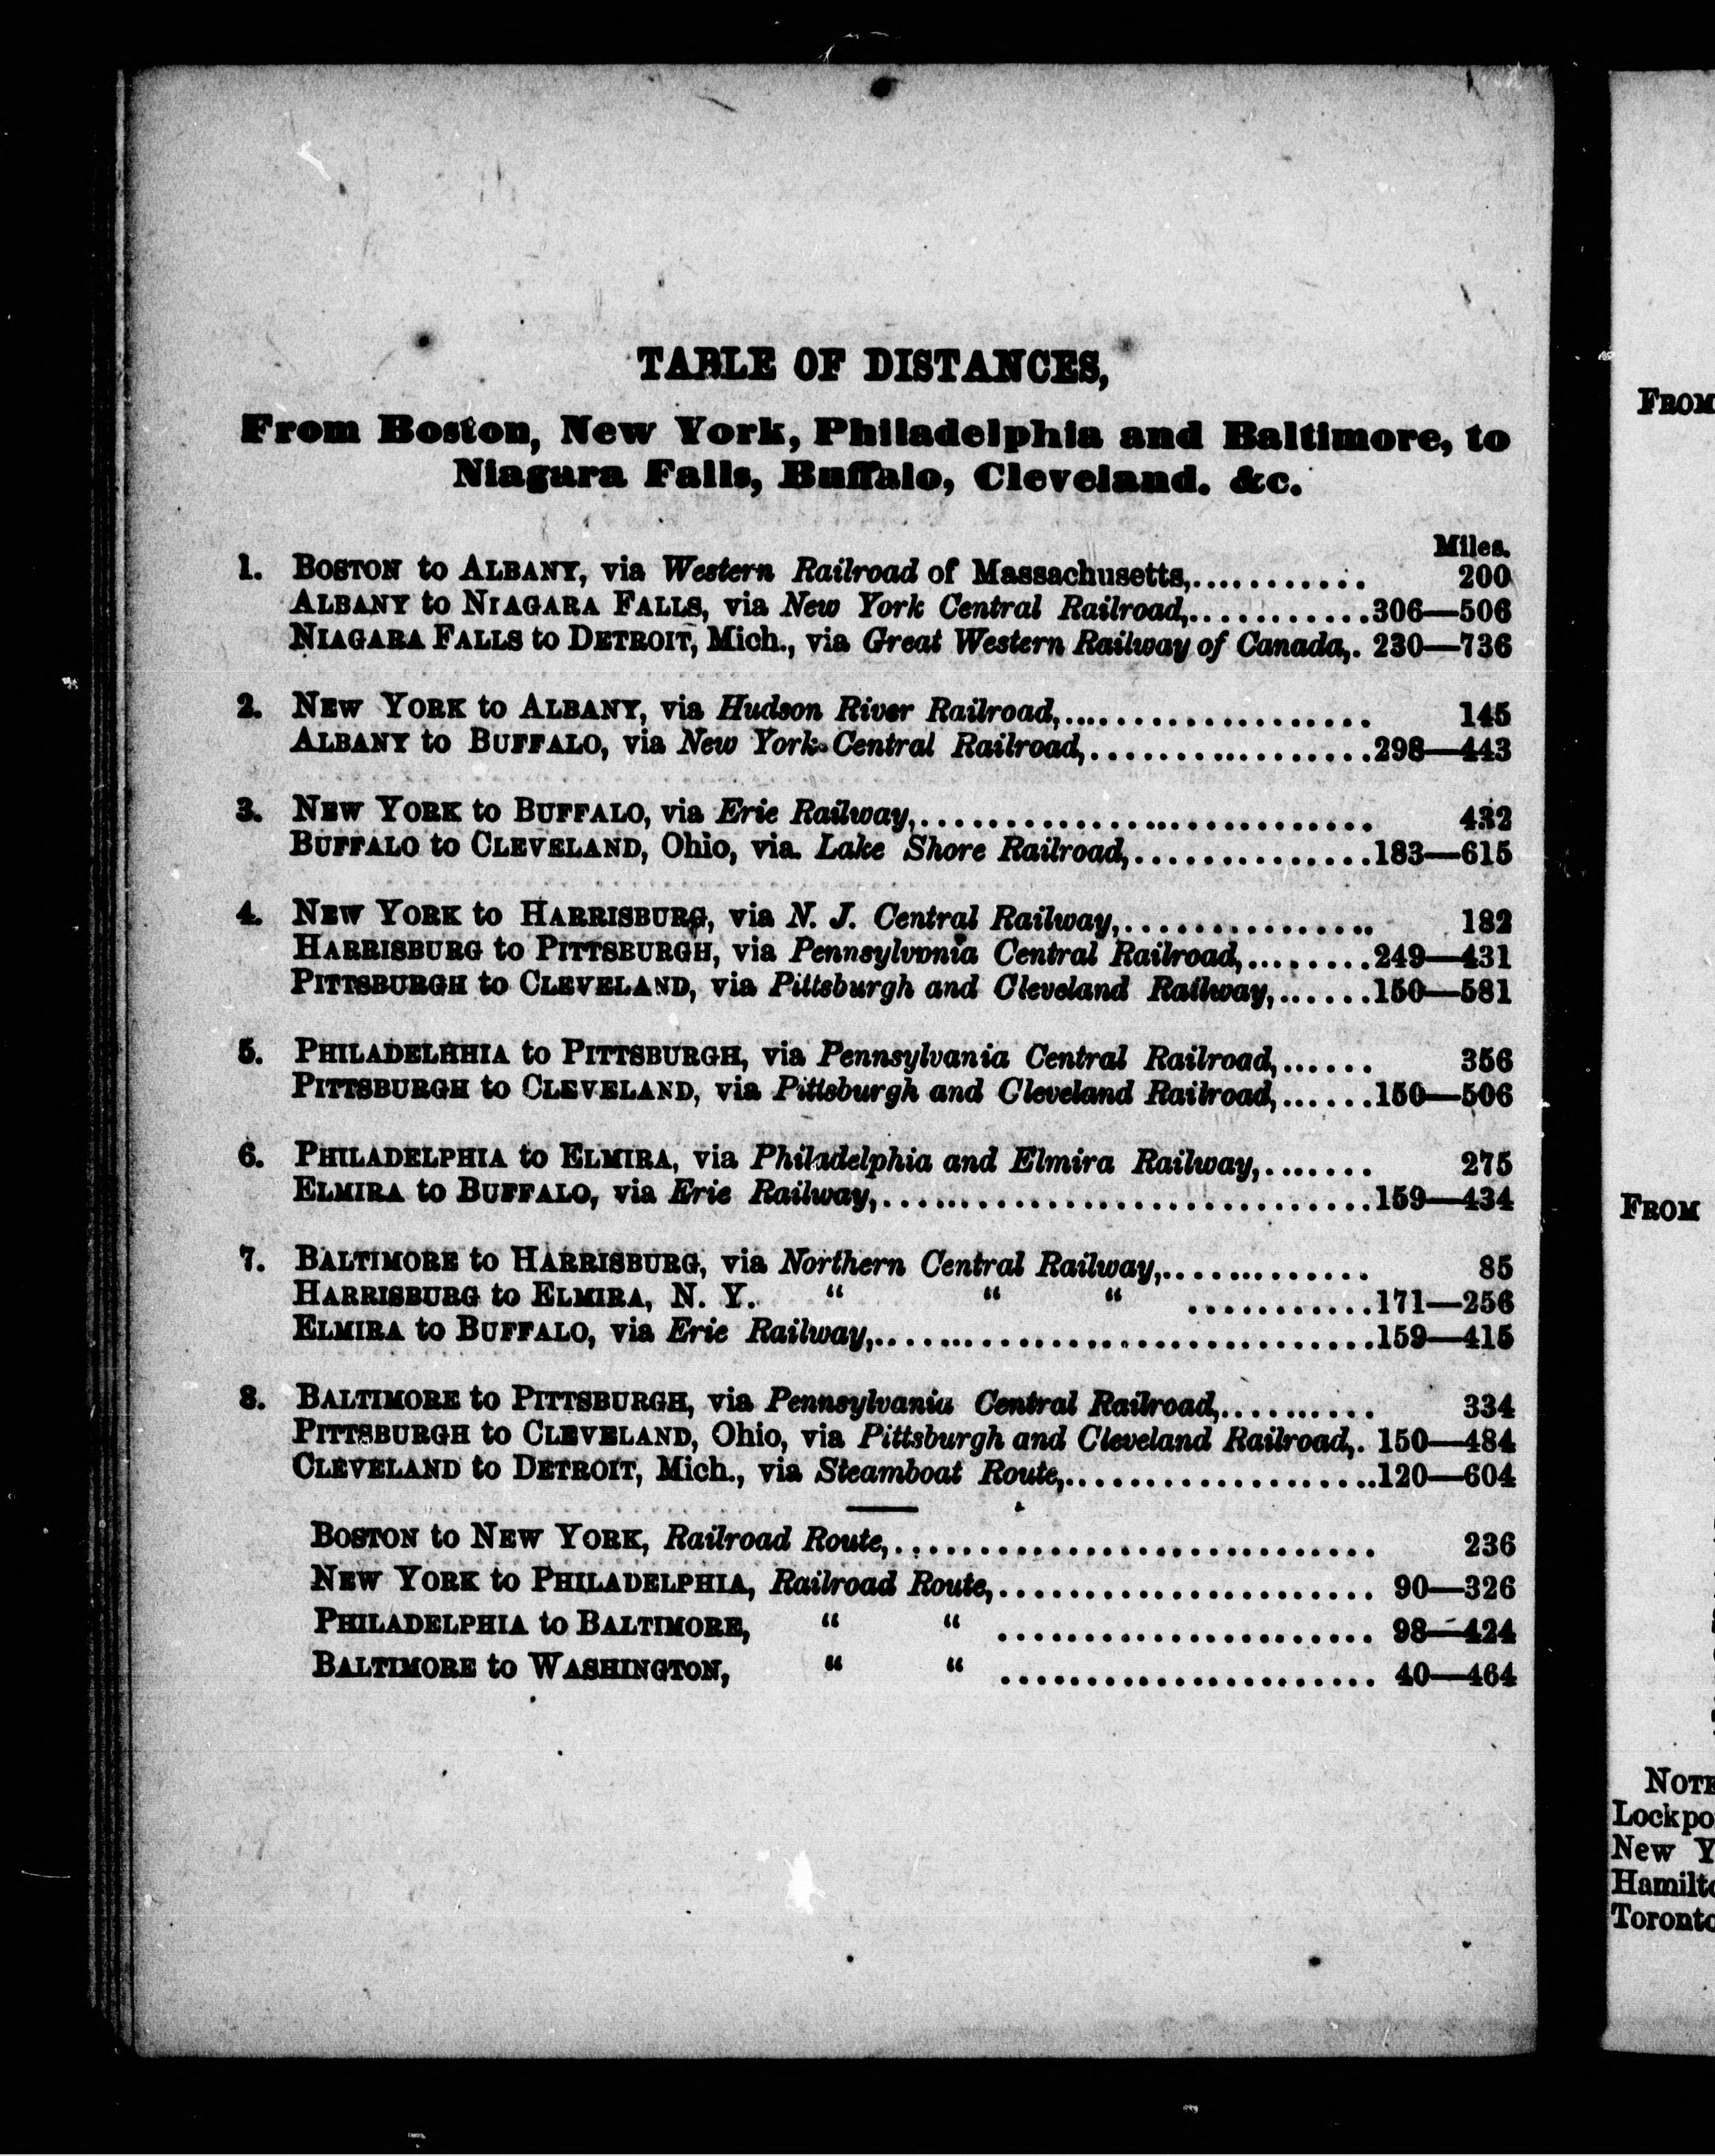 TABLE OF DISTANCES,
From Boston, New York, Philadelphia and Baltimore, to
Niagara Falls, Buffalo, Cleveland. &c.
Miles.
1. BOSTON to ALBANY, via Western Railroad of Massachusetts,........... 200
ALBANY to NIAGARA FALLS, via New York Central Railroad,...........306—506
NIAGARA FALLS to DETROIT, Mich., via Great Western Railway of Canada,. 230—736
2. NEW YORK to ALBANY, via Hudson River Railroad,.................. 145
ALBANY to BUFFALO, via New York Central Railroad,.................298—443
3. NEW YORK to BUFFALO, via Erie Railway,........................... 432
BUFFALO to CLEVELAND, Ohio, via. Lake Shore Railroad,..............183—615
4. NEW YORK to HARRISBURG, via N. J. Central Railway,............... 182
HARRISBURG to PITTSBURGH, via Pennsylvania Central Railroad,........249—431
PITTSBURGH to CLEVELAND, via Pittsburgh and Cleveland Railway,......150—581
5. PHILADELHHIA to PITTSBURGH, via Pennsylvania Central Railroad,...... 356
PITTSBURGH to CLEVELAND, via Pittsburgh and Cleveland Railroad,......150—506
6. PHILADELPHIA to ELMIRA, via Philadelphia and Elmira Railway,....... 275
ELMIRA to BUFFALO, via Erie Railway,..............................159—434
7. BALTIMORE to HARRISBURG, via Northern Central Railway,............. 85
HARRISBURG to ELMIRA, N. Y. “ “ “ ...........171—256
ELMIRA to BUFFALO, via Erie Railway,..............................159—415
8. BALTIMORE to PITTSBURGH, via Pennsylvania Central Railroad,.......... 334
PITTSBURGH to CLEVELAND, Ohio, via Pittsburgh and Cleveland Railroad,. 150—484
CLEVELAND to DETROIT, Mich., via Steamboat Route,...................120—604
BOSTON to NEW YORK, Railroad Route,............................. 236
NEW YORK to PHILADELPHIA, Railroad Route,....................... 90—326
PHILADELPHIA to BALTIMORE, “ “ ....................... 98—424
BALTIMORE to WASHINGTON, “ “ ....................... 40—464
FROM
FROM
NOTE
New Y